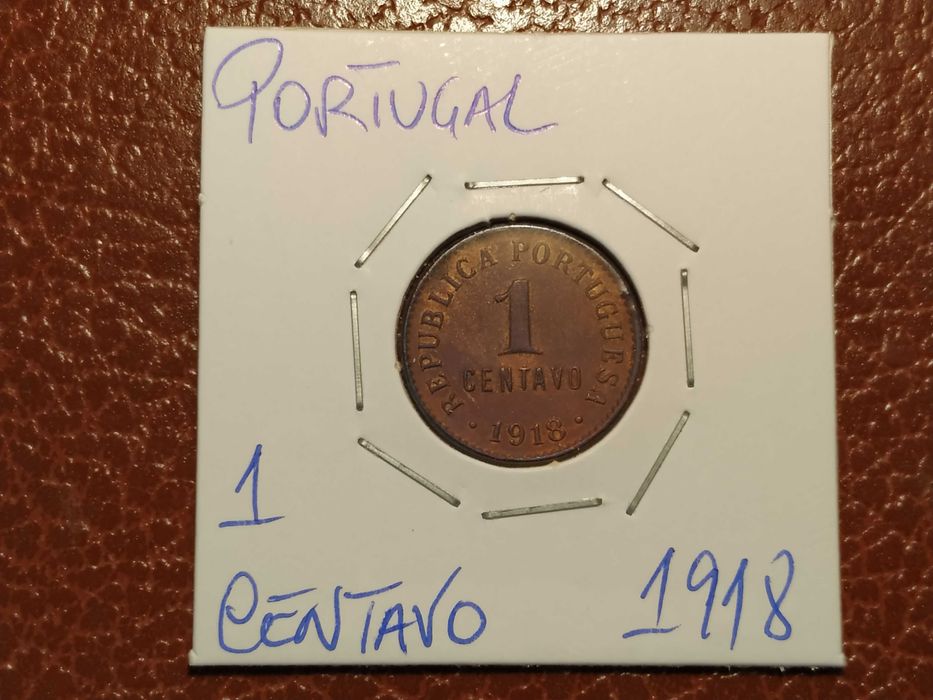 PORTUGAL
REPUBLICA PORTUGUESA
1
CENTAVO
· 1918 ·
1
CENTAVO 1918